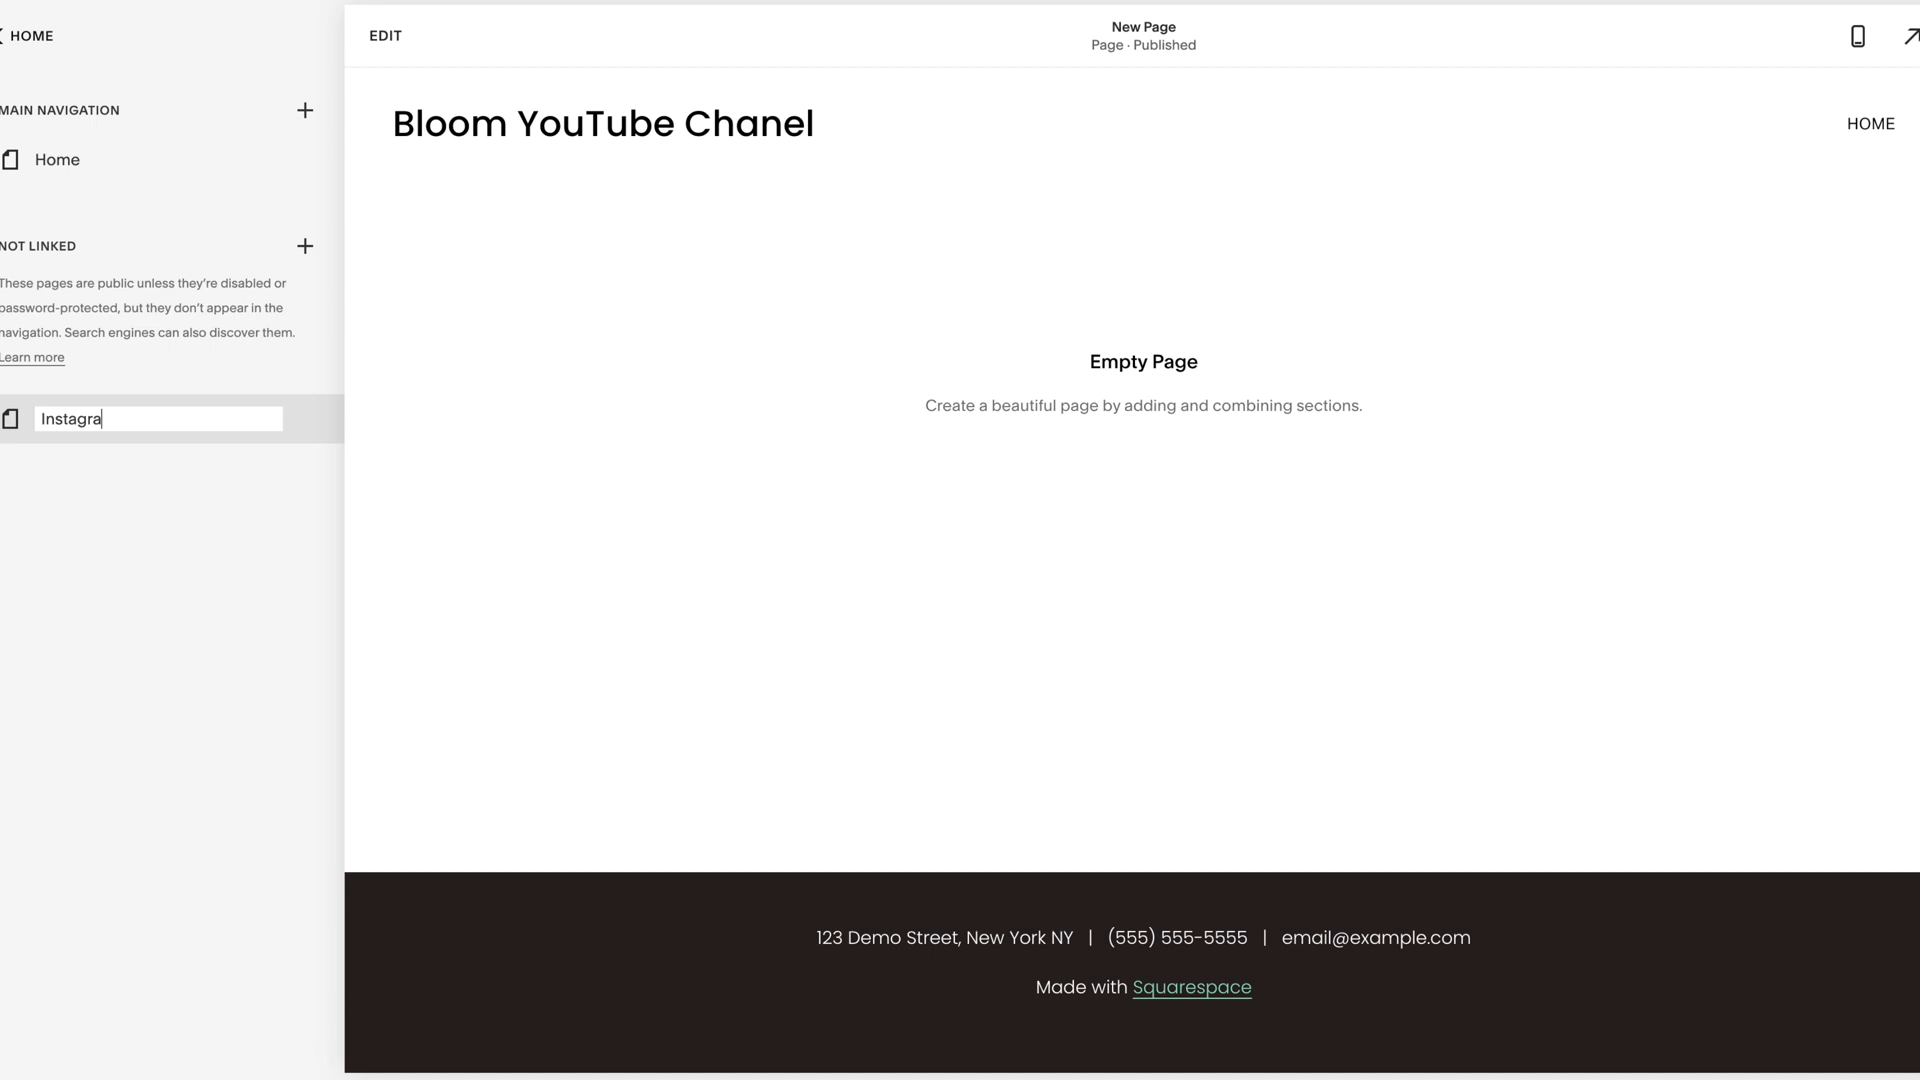 HOME
MAIN NAVIGATION
Home
NOT LINKED
These pages are public unless they're disabled or
password-protected, but they don't appear in the
navigation. Search engines can also discover them.
Learn more
Instagra
EDIT
New Page
Page · Published
Bloom YouTube Chanel
HOME
Empty Page
Create a beautiful page by adding and combining sections.
123 Demo Street, New York NY | (555) 555-5555 | email@example.com
Made with Squarespace